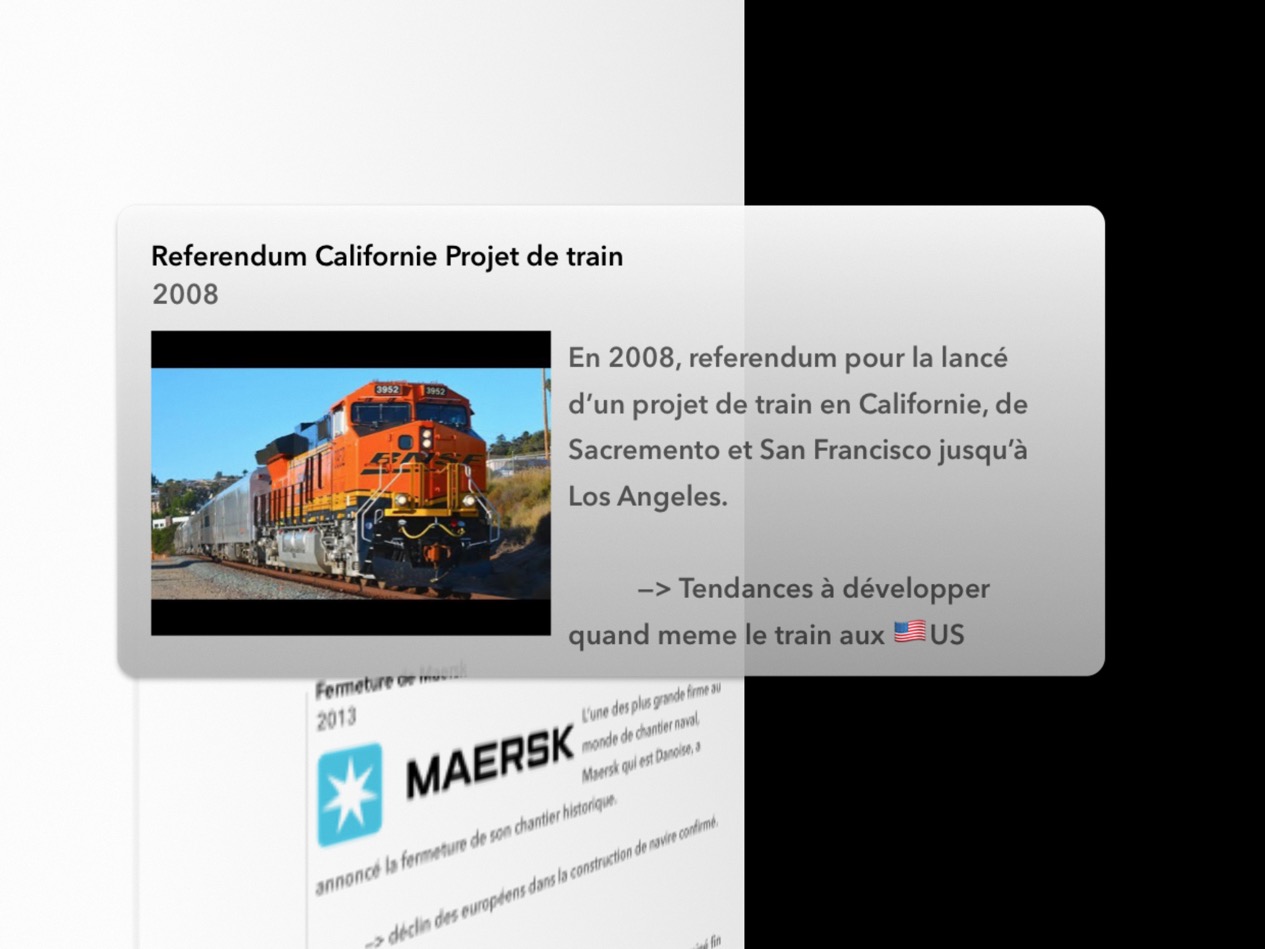 Referendum Californie Projet de train
2008
3952 3952
BNSF
En 2008, referendum pour la lancé
d’un projet de train en Californie, de
Sacremento et San Francisco jusqu’à
Los Angeles.
—> Tendances à développer
quand meme le train aux 🇺🇸US
Fermeture de Maersk
2013
MAERSK
L’une des plus grande firme au
monde de chantier naval,
Maersk qui est Danoise, a
annoncé la fermeture de son chantier historique.
—> déclin des européens dans la construction de navire confirmé.
fin